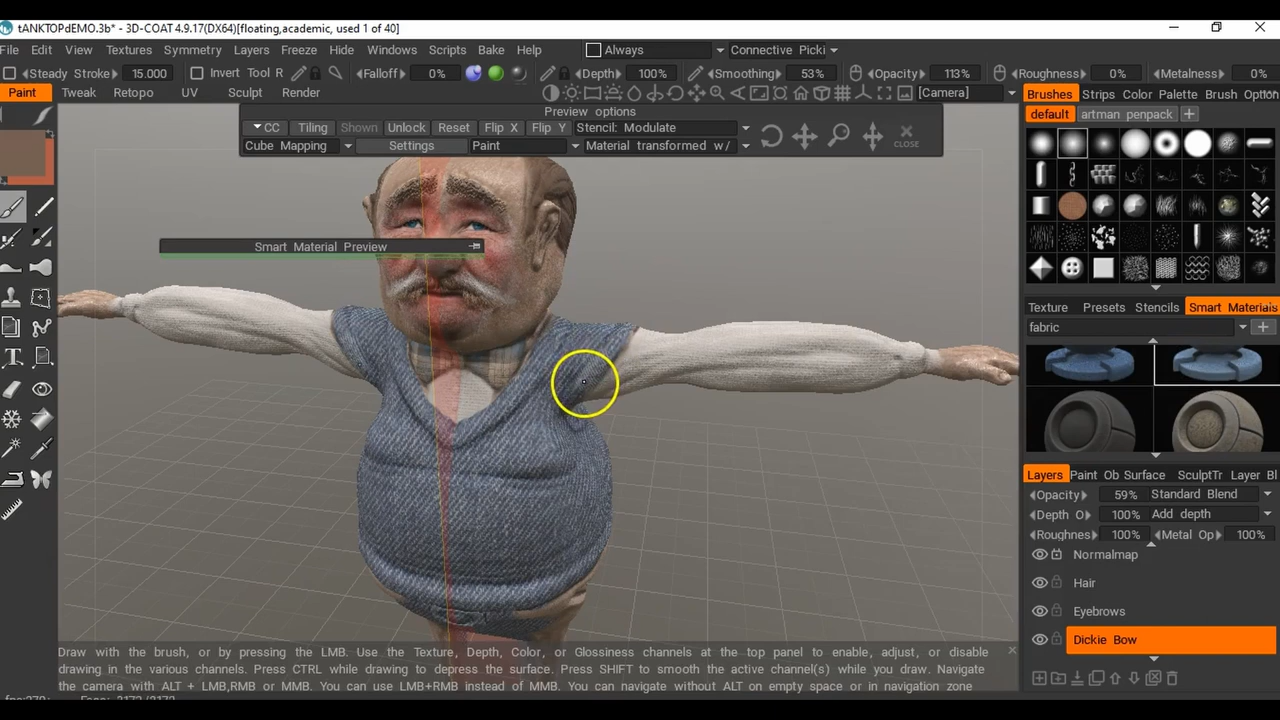 tANKTOPdEMO.3b* - 3D-COAT 4.9.17(DX64)[floating,academic, used 1 of 40]
File Edit View Textures Symmetry Layers Freeze Hide Windows Scripts Bake Help Always Connective Picki
Steady Stroke 15.000 Invert Tool R Falloff 0% Depth 100% Smoothing 53% Opacity 113% Roughness 0% Metalness 0%
Paint Tweak Retopo UV Sculpt Render [Camera] Brushes Strips Color Palette Brush Option
Preview options
default artman penpack
CC Tiling Shown Unlock Reset Flip X Flip Y Stencil: Modulate
Cube Mapping Settings Paint Material transformed w/ CLOSE
Smart Material Preview
Texture Presets Stencils Smart Materials
fabric
Layers Paint Ob Surface SculptTr Layer Bl
Opacity 59% Standard Blend
Depth O 100% Add depth
Roughnes 100% Metal Op 100%
Normalmap
Hair
Eyebrows
Dickie Bow
Draw with the brush, or by pressing the LMB. Use the Texture, Depth, Color, or Glossiness channels at the top panel to enable, adjust, or disable
drawing in the various channels. Press CTRL while drawing to depress the surface. Press SHIFT to smooth the active channel(s) while you draw. Navigate
the camera with ALT + LMB,RMB or MMB. You can use LMB+RMB instead of MMB. You can navigate without ALT on empty space or in navigation zone